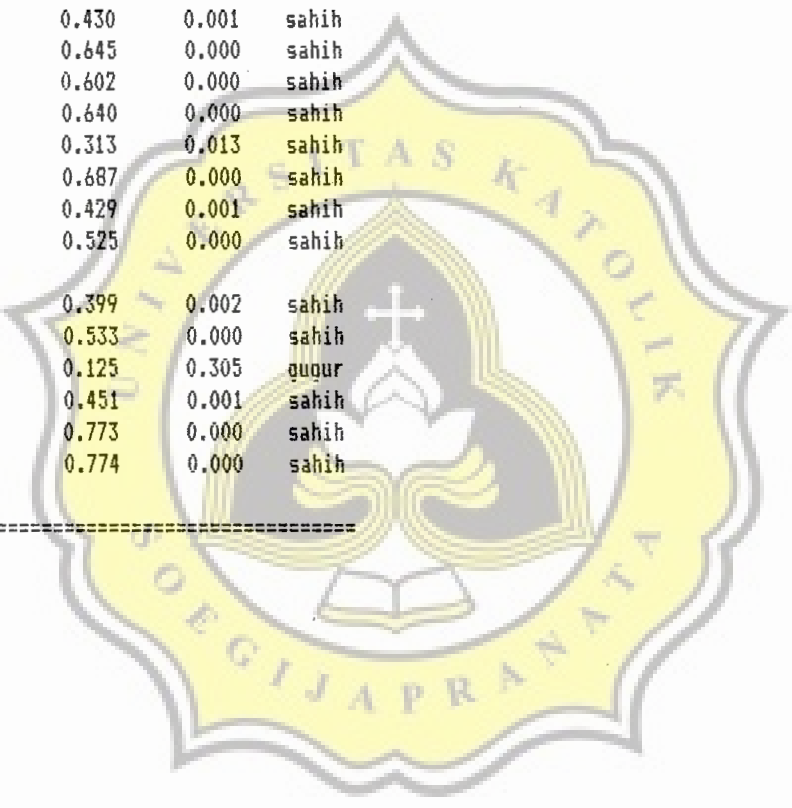 0.430 0.001 sahih
0.645 0.000 sahih
0.602 0.000 sahih
0.640 0.000 sahih
0.313 0.013 sahih
0.687 0.000 sahih
0.429 0.001 sahih
0.525 0.000 sahih
0.399 0.002 sahih
0.533 0.000 sahih
0.125 0.305 gugur
0.451 0.001 sahih
0.773 0.000 sahih
0.774 0.000 sahih
================================
UNIVERSITAS KATOLIK
SOEGIJAPRANATA